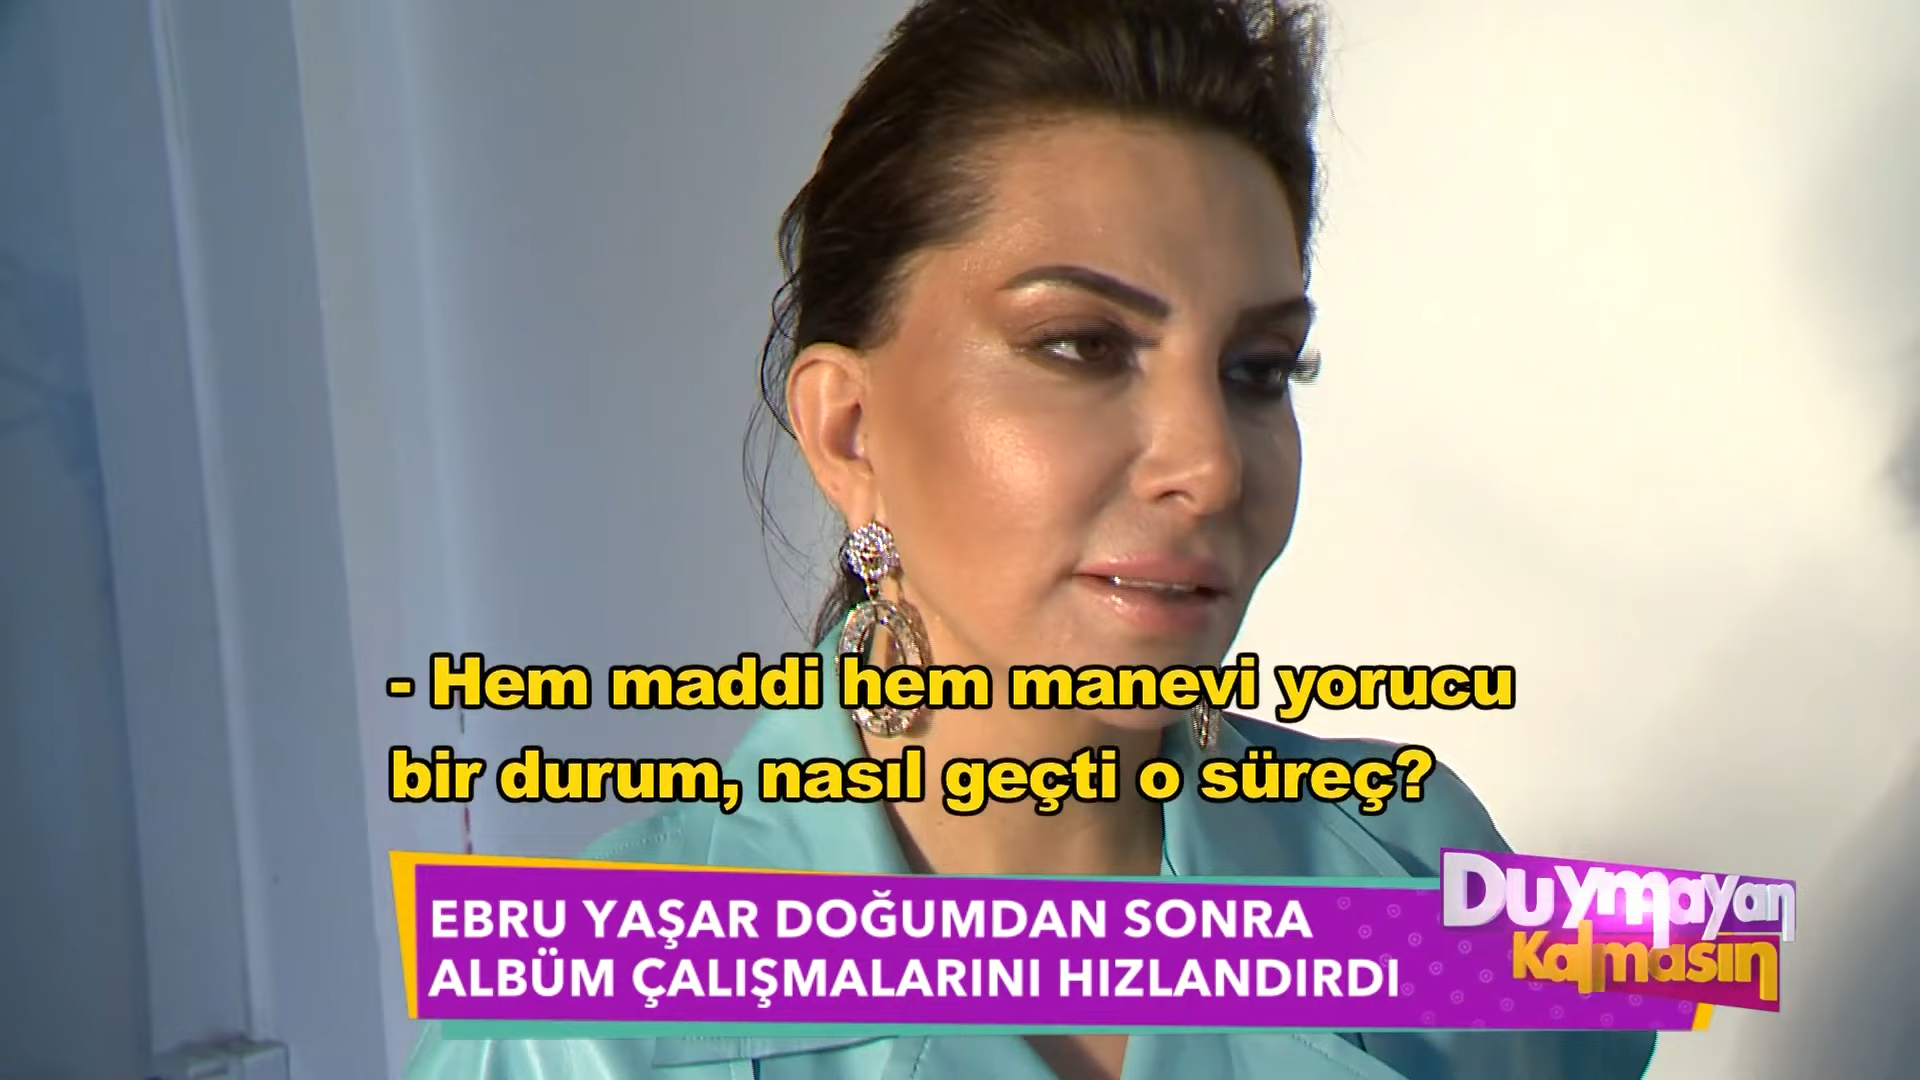 - Hem maddi hem manevi yorucu
bir durum, nasıl geçti o süreç?
EBRU YAŞAR DOĞUMDAN SONRA
ALBÜM ÇALIŞMALARINI HIZLANDIRDI
Duymayan
Kalmasın